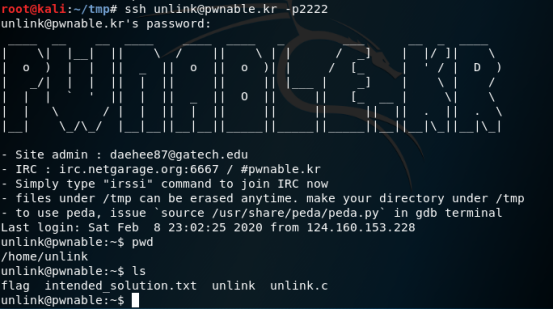 root@kali:~/tmp# ssh unlink@pwnable.kr -p2222
unlink@pwnable.kr's password:
PWNABLE.KR
- Site admin : daehee87@gatech.edu
- IRC : irc.netgarage.org:6667 / #pwnable.kr
- Simply type "irssi" command to join IRC now
- files under /tmp can be erased anytime. make your directory under /tmp
- to use peda, issue `source /usr/share/peda/peda.py` in gdb terminal
Last login: Sat Feb  8 23:02:25 2020 from 124.160.153.228
unlink@pwnable:~$ pwd
/home/unlink
unlink@pwnable:~$ ls
flag  intended_solution.txt  unlink  unlink.c
unlink@pwnable:~$